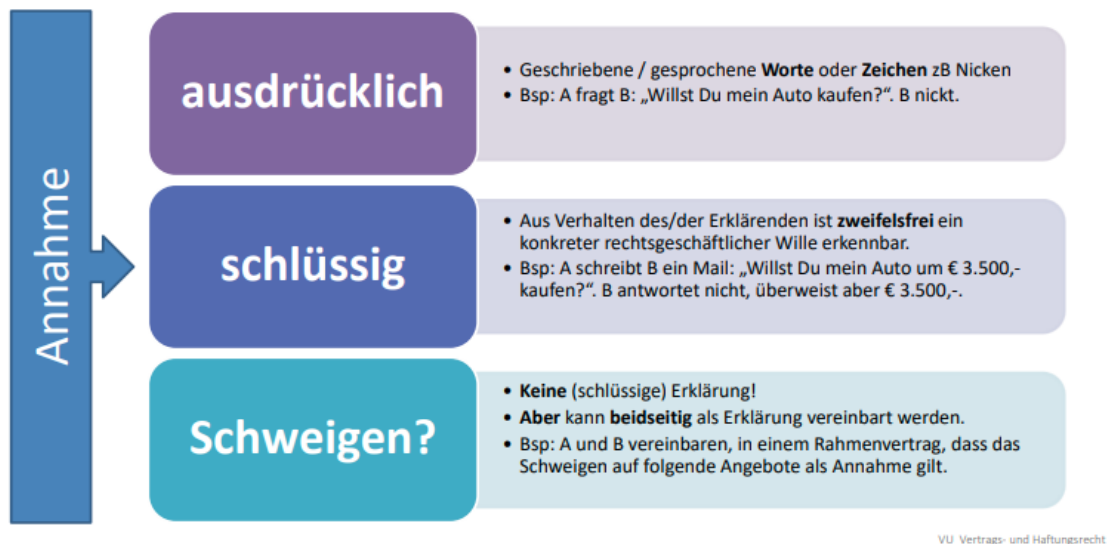 Annahme
ausdrücklich
• Geschriebene / gesprochene Worte oder Zeichen zB Nicken
• Bsp: A fragt B: „Willst Du mein Auto kaufen?“. B nickt.
schlüssig
• Aus Verhalten des/der Erklärenden ist zweifelsfrei ein
konkreter rechtsgeschäftlicher Wille erkennbar.
• Bsp: A schreibt B ein Mail: „Willst Du mein Auto um € 3.500,-
kaufen?“. B antwortet nicht, überweist aber € 3.500,-.
Schweigen?
• Keine (schlüssige) Erklärung!
• Aber kann beidseitig als Erklärung vereinbart werden.
• Bsp: A und B vereinbaren, in einem Rahmenvertrag, dass das
Schweigen auf folgende Angebote als Annahme gilt.
VU Vertrags- und Haftungsrecht